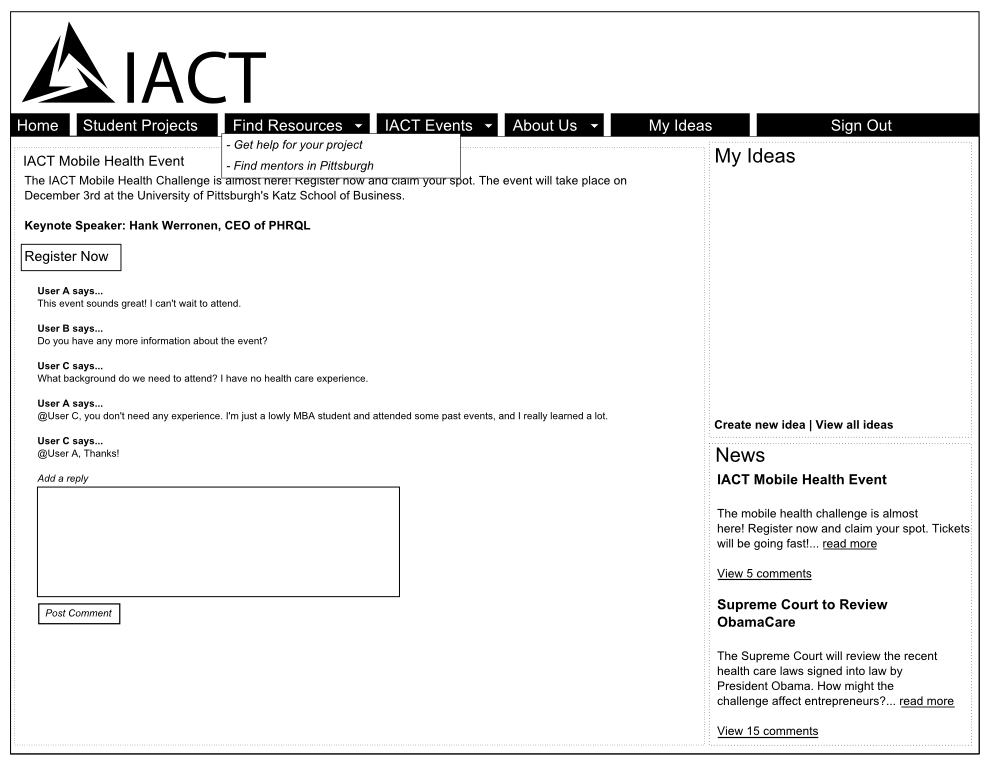 IACT
Home Student Projects Find Resources IACT Events About Us My Ideas Sign Out
- Get help for your project
- Find mentors in Pittsburgh
IACT Mobile Health Event
The IACT Mobile Health Challenge is almost here! Register now and claim your spot. The event will take place on
December 3rd at the University of Pittsburgh's Katz School of Business.
Keynote Speaker: Hank Werronen, CEO of PHRQL
Register Now
User A says...
This event sounds great! I can't wait to attend.
User B says...
Do you have any more information about the event?
User C says...
What background do we need to attend? I have no health care experience.
User A says...
@User C, you don't need any experience. I'm just a lowly MBA student and attended some past events, and I really learned a lot.
User C says...
@User A, Thanks!
Add a reply
Post Comment
My Ideas
Create new idea | View all ideas
News
IACT Mobile Health Event
The mobile health challenge is almost
here! Register now and claim your spot. Tickets
will be going fast!... read more
View 5 comments
Supreme Court to Review
ObamaCare
The Supreme Court will review the recent
health care laws signed into law by
President Obama. How might the
challenge affect entrepreneurs?... read more
View 15 comments